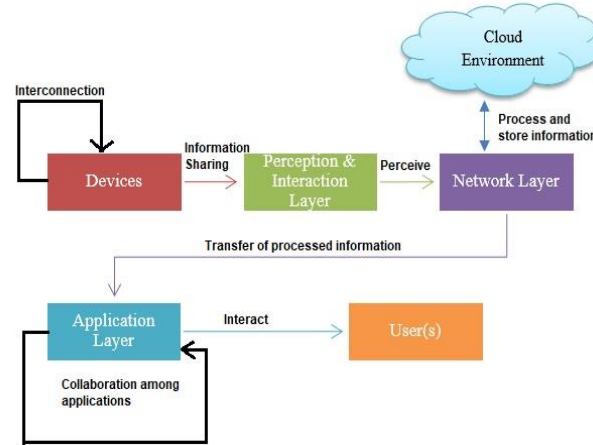 Cloud
Environment
Interconnection
Process and
store information
Information
Sharing
Devices
Perception &
Interaction
Layer
Perceive
Network Layer
Transfer of processed information
Application
Layer
Interact
User(s)
Collaboration among
applications